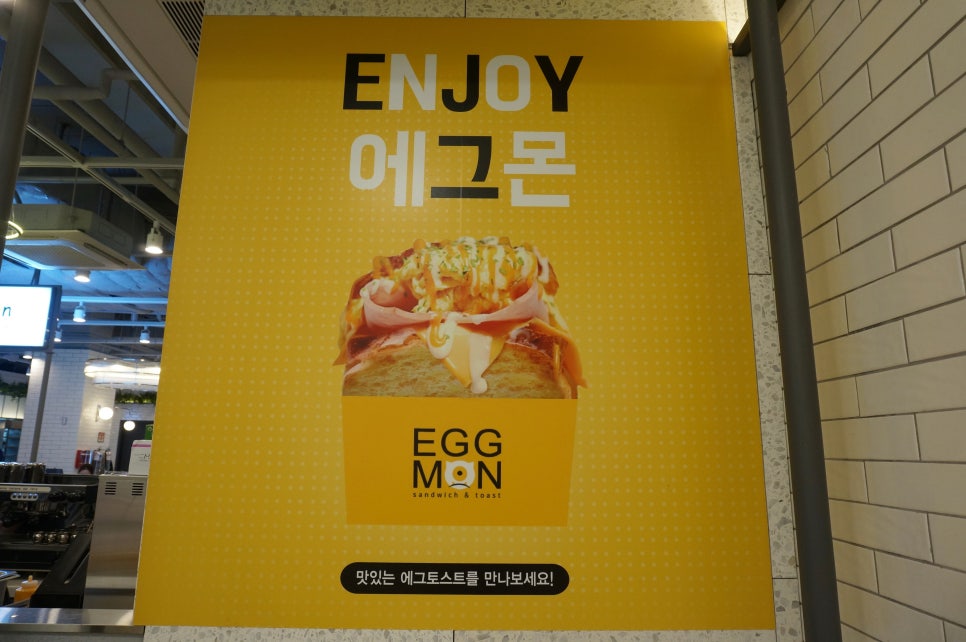 ENJOY
에그몬
EGG
MON
sandwich & toast
맛있는 에그토스트를 만나보세요!